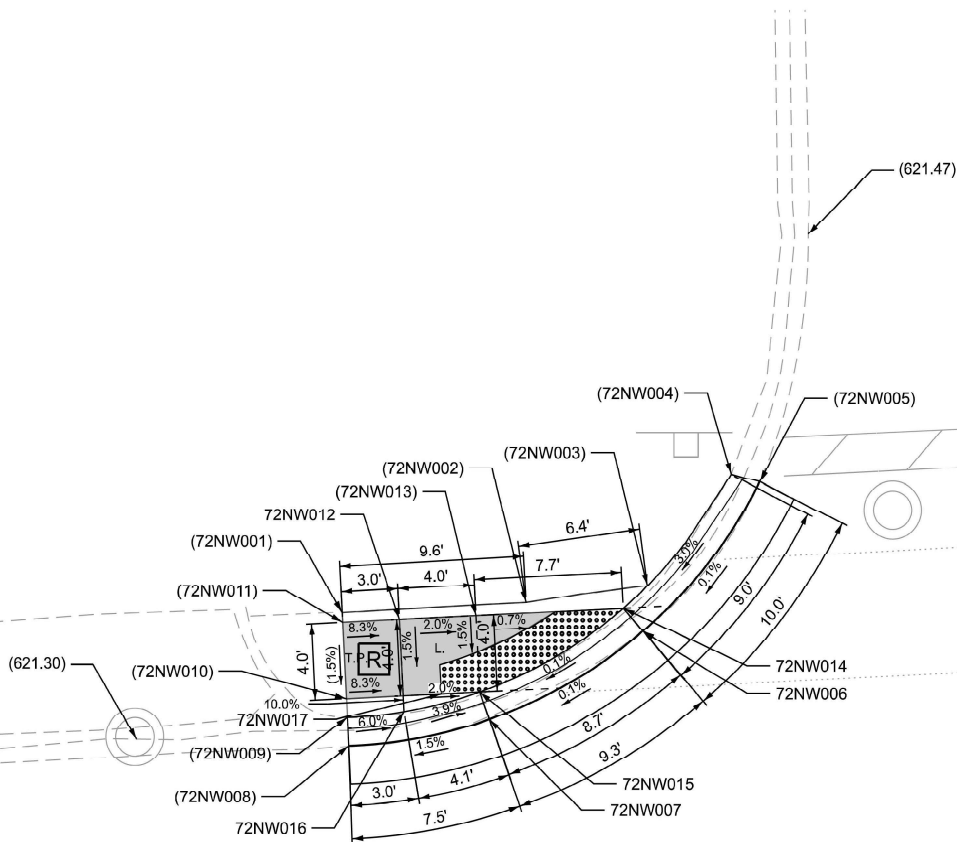 (621.47)
(72NW004)
(72NW005)
(72NW003)
(72NW002)
(72NW013)
72NW012
(72NW001)
(72NW011)
6.4'
9.6'
7.7'
3.0'
4.0'
3.0%
0.1%
9.0'
10.0'
8.3%
2.0%
1.5%
4.0'
0.7%
4.0'
(1.5%)
T.P.
R
4.0'
1.5%
L.
(621.30)
(72NW010)
8.3%
2.0%
0.1%
0.1%
72NW014
72NW006
10.0%
72NW017
6.0%
3.9%
(72NW009)
1.5%
8.7'
9.3'
(72NW008)
3.0'
4.1'
72NW015
72NW016
7.5'
72NW007